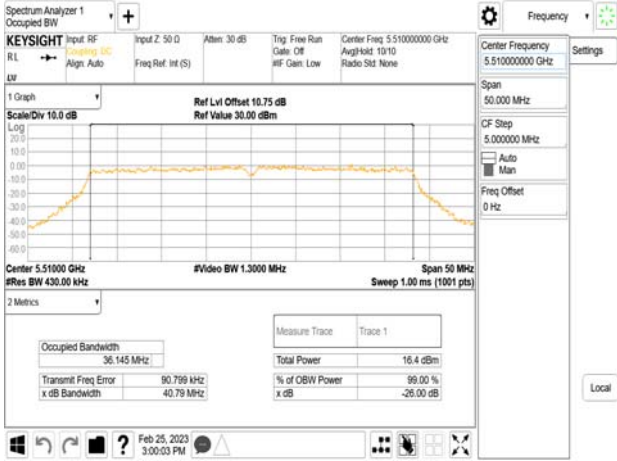 Spectrum Analyzer 1
Occupied BW
Frequency
KEYSIGHT
Input: RF
Input Z: 50 Ω
Atten: 30 dB
Trig: Free Run
Center Freq: 5.510000000 GHz
RL
Coupling: DC
Gate: Off
Avg|Hold: 10/10
Align: Auto
Freq Ref: Int (S)
#IF Gain: Low
Radio Std: None
Center Frequency
5.510000000 GHz
Settings
Span
50.000 MHz
CF Step
5.000000 MHz
Auto
Man
Freq Offset
0 Hz
Local
1 Graph
Ref Lvl Offset 10.75 dB
Scale/Div 10.0 dB
Ref Value 30.00 dBm
Log
20.0
10.0
0.00
-10.0
-20.0
-30.0
-40.0
-50.0
-60.0
Center 5.51000 GHz
#Video BW 1.3000 MHz
Span 50 MHz
#Res BW 430.00 kHz
Sweep 1.00 ms (1001 pts)
2 Metrics
Measure Trace
Trace 1
Occupied Bandwidth
36.145 MHz
Total Power
16.4 dBm
Transmit Freq Error
90.799 kHz
% of OBW Power
99.00 %
x dB Bandwidth
40.79 MHz
x dB
-26.00 dB
Feb 25, 2023
3:00:03 PM